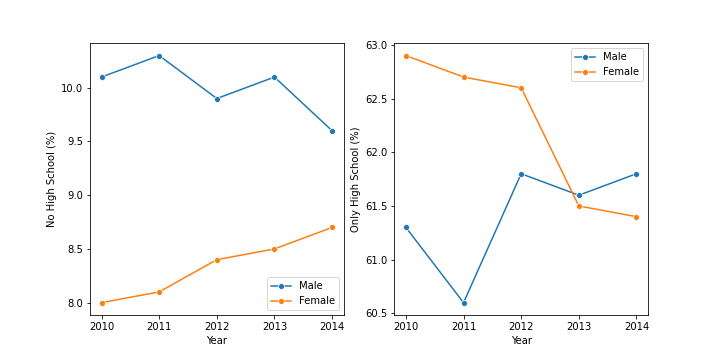 No High School (%)
10.0
9.5
9.0
8.5
8.0
2010 2011 2012 2013 2014
Year
Male
Female
Only High School (%)
63.0
62.5
62.0
61.5
61.0
60.5
2010 2011 2012 2013 2014
Year
Male
Female